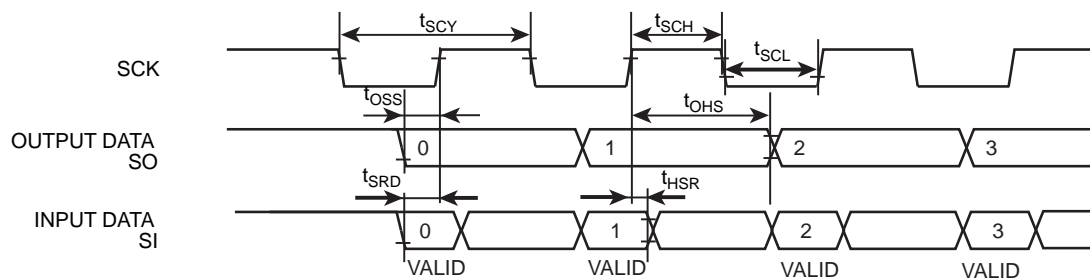 tSCY
tSCH
tSCL
SCK
tOSS
tOHS
OUTPUT DATA
SO
0
1
2
3
tSRD
tHSR
INPUT DATA
SI
0
1
2
3
VALID
VALID
VALID
VALID